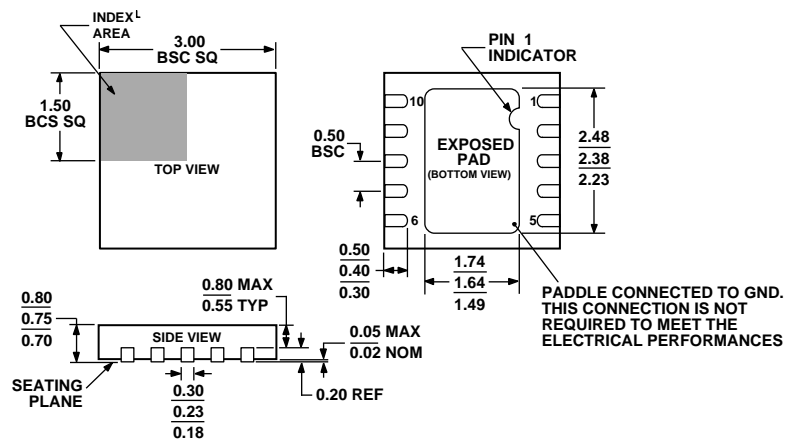 INDEX L
AREA
3.00
BSC SQ
1.50
BCS SQ
TOP VIEW
PIN 1
INDICATOR
10
1
0.50
BSC
EXPOSED
PAD
(BOTTOM VIEW)
2.48
2.38
2.23
6
5
0.50
0.40
0.30
1.74
1.64
1.49
PADDLE CONNECTED TO GND.
THIS CONNECTION IS NOT
REQUIRED TO MEET THE
ELECTRICAL PERFORMANCES
0.80
0.75
0.70
0.80 MAX
0.55 TYP
SIDE VIEW
0.05 MAX
0.02 NOM
SEATING
PLANE
0.30
0.23
0.18
0.20 REF